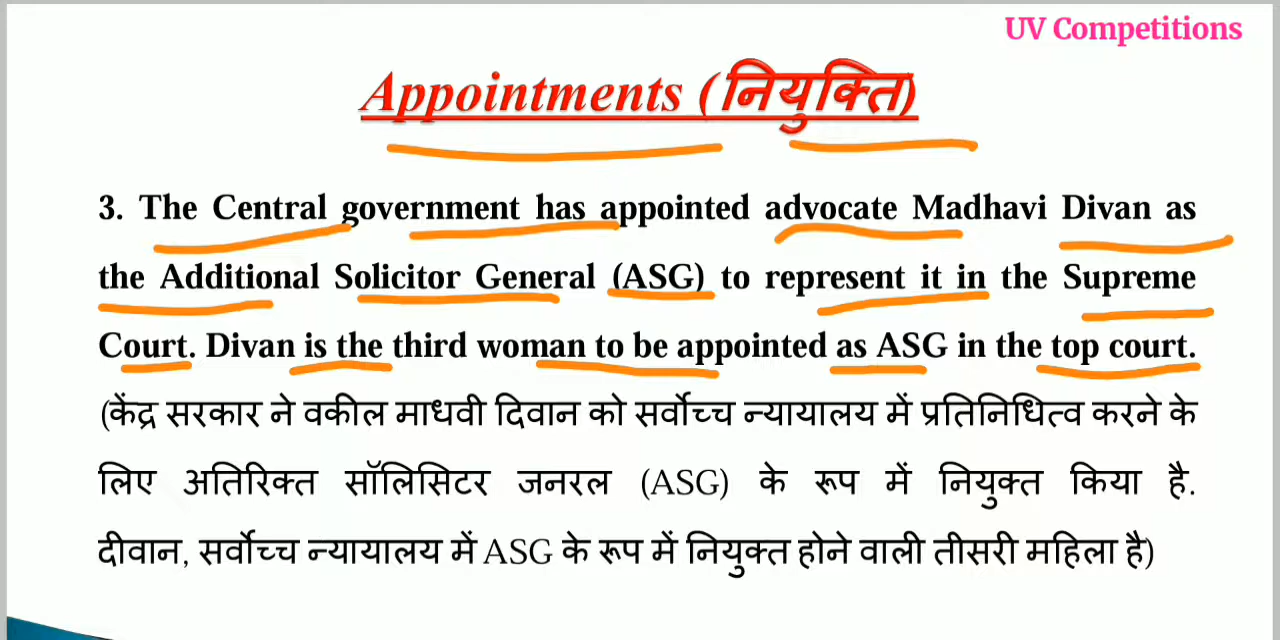 UV Competitions
Appointments (नियुक्ति)
3. The Central government has appointed advocate Madhavi Divan as
the Additional Solicitor General (ASG) to represent it in the Supreme
Court. Divan is the third woman to be appointed as ASG in the top court.
(केंद्र सरकार ने वकील माधवी दिवान को सर्वोच्च न्यायालय में प्रतिनिधित्व करने के
लिए अतिरिक्त सॉलिसिटर जनरल (ASG) के रूप में नियुक्त किया है.
दीवान, सर्वोच्च न्यायालय में ASG के रूप में नियुक्त होने वाली तीसरी महिला है)